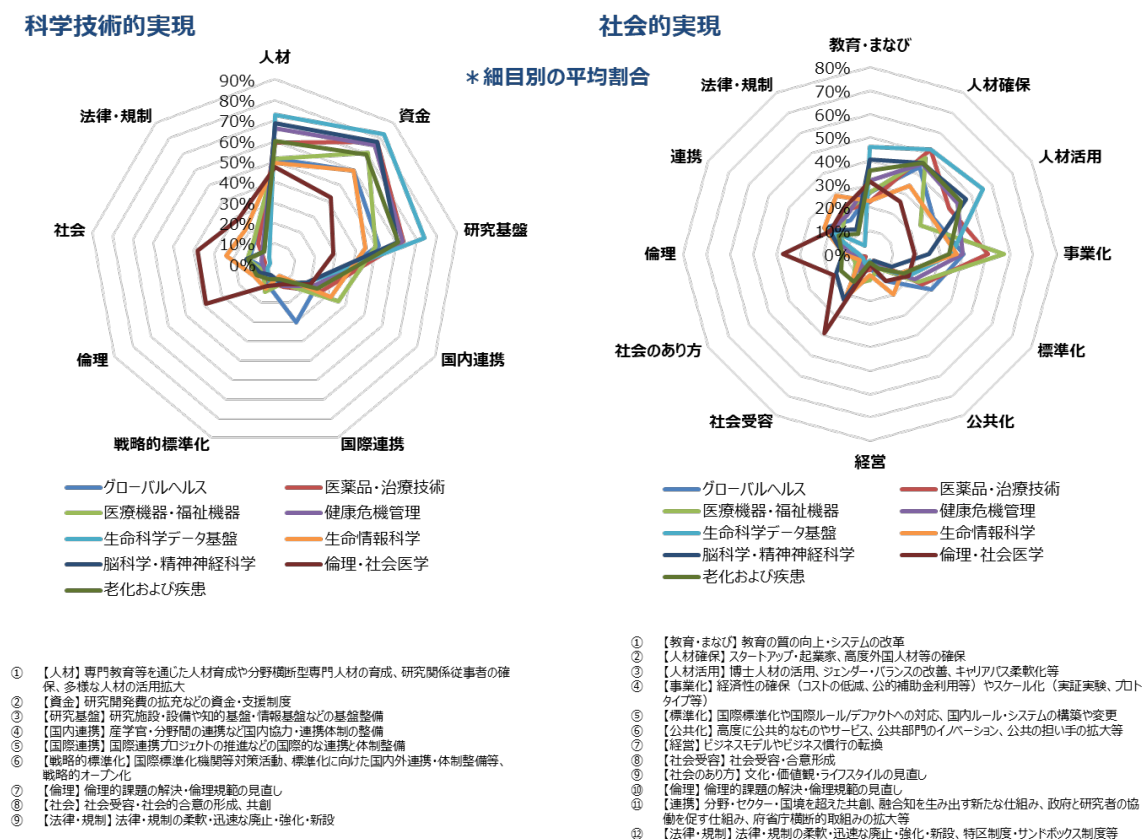 科学技術的実現
社会的実現
＊細目別の平均割合
人材
90%
80%
70%
60%
50%
40%
30%
20%
10%
0%
資金
研究基盤
国内連携
国際連携
戦略的標準化
倫理
社会
法律・規制
グローバルヘルス
医薬品・治療技術
医療機器・福祉機器
健康危機管理
生命科学データ基盤
生命情報科学
脳科学・精神神経科学
倫理・社会医学
老化および疾患
教育・まなび
80%
70%
60%
50%
40%
30%
20%
10%
0%
人材確保
人材活用
事業化
標準化
公共化
経営
社会受容
社会のあり方
倫理
連携
法律・規制
グローバルヘルス
医薬品・治療技術
医療機器・福祉機器
健康危機管理
生命科学データ基盤
生命情報科学
脳科学・精神神経科学
倫理・社会医学
老化および疾患
① 【人材】 専門教育等を通じた人材育成や分野横断型専門人材の育成、研究関係従事者の確
保、多様な人材の活用拡大
② 【資金】 研究開発費の拡充などの資金・支援制度
③ 【研究基盤】 研究施設・設備や知的基盤・情報基盤などの基盤整備
④ 【国内連携】 産学官・分野間の連携など国内協力・連携体制の整備
⑤ 【国際連携】 国際連携プロジェクトの推進などの国際的な連携と体制整備
⑥ 【戦略的標準化】 国際標準化機関等対策活動、標準化に向けた国内外連携・体制整備等、
戦略的オープン化
⑦ 【倫理】 倫理的課題の解決・倫理規範の見直し
⑧ 【社会】 社会受容・社会的合意の形成、共創
⑨ 【法律・規制】 法律・規制の柔軟・迅速な廃止・強化・新設
① 【教育・まなび】 教育の質の向上・システムの改革
② 【人材確保】 スタートアップ・起業家、高度外国人材等の確保
③ 【人材活用】 博士人材の活用、ジェンダー・バランスの改善、キャリアパス柔軟化等
④ 【事業化】 経済性の確保（コストの低減、公的補助金利用等）やスケール化（実証実験、プロト
タイプ等）
⑤ 【標準化】 国際標準化や国際ルール/デファクトへの対応、国内ルール・システムの構築や変更
⑥ 【公共化】 高度に公共的なものやサービス、公共部門のイノベーション、公共の担い手の拡大等
⑦ 【経営】 ビジネスモデルやビジネス慣行の転換
⑧ 【社会受容】 社会受容・合意形成
⑨ 【社会のあり方】 文化・価値観・ライフスタイルの見直し
⑩ 【倫理】 倫理的課題の解決・倫理規範の見直し
⑪ 【連携】 分野・セクター・国境を超えた共創、融合知を生み出す新たな仕組み、政府と研究者の協
働を促す仕組み、府省庁横断的取組みの拡大等
⑫ 【法律・規制】 法律・規制の柔軟・迅速な廃止・強化・新設、特区制度・サンドボックス制度等